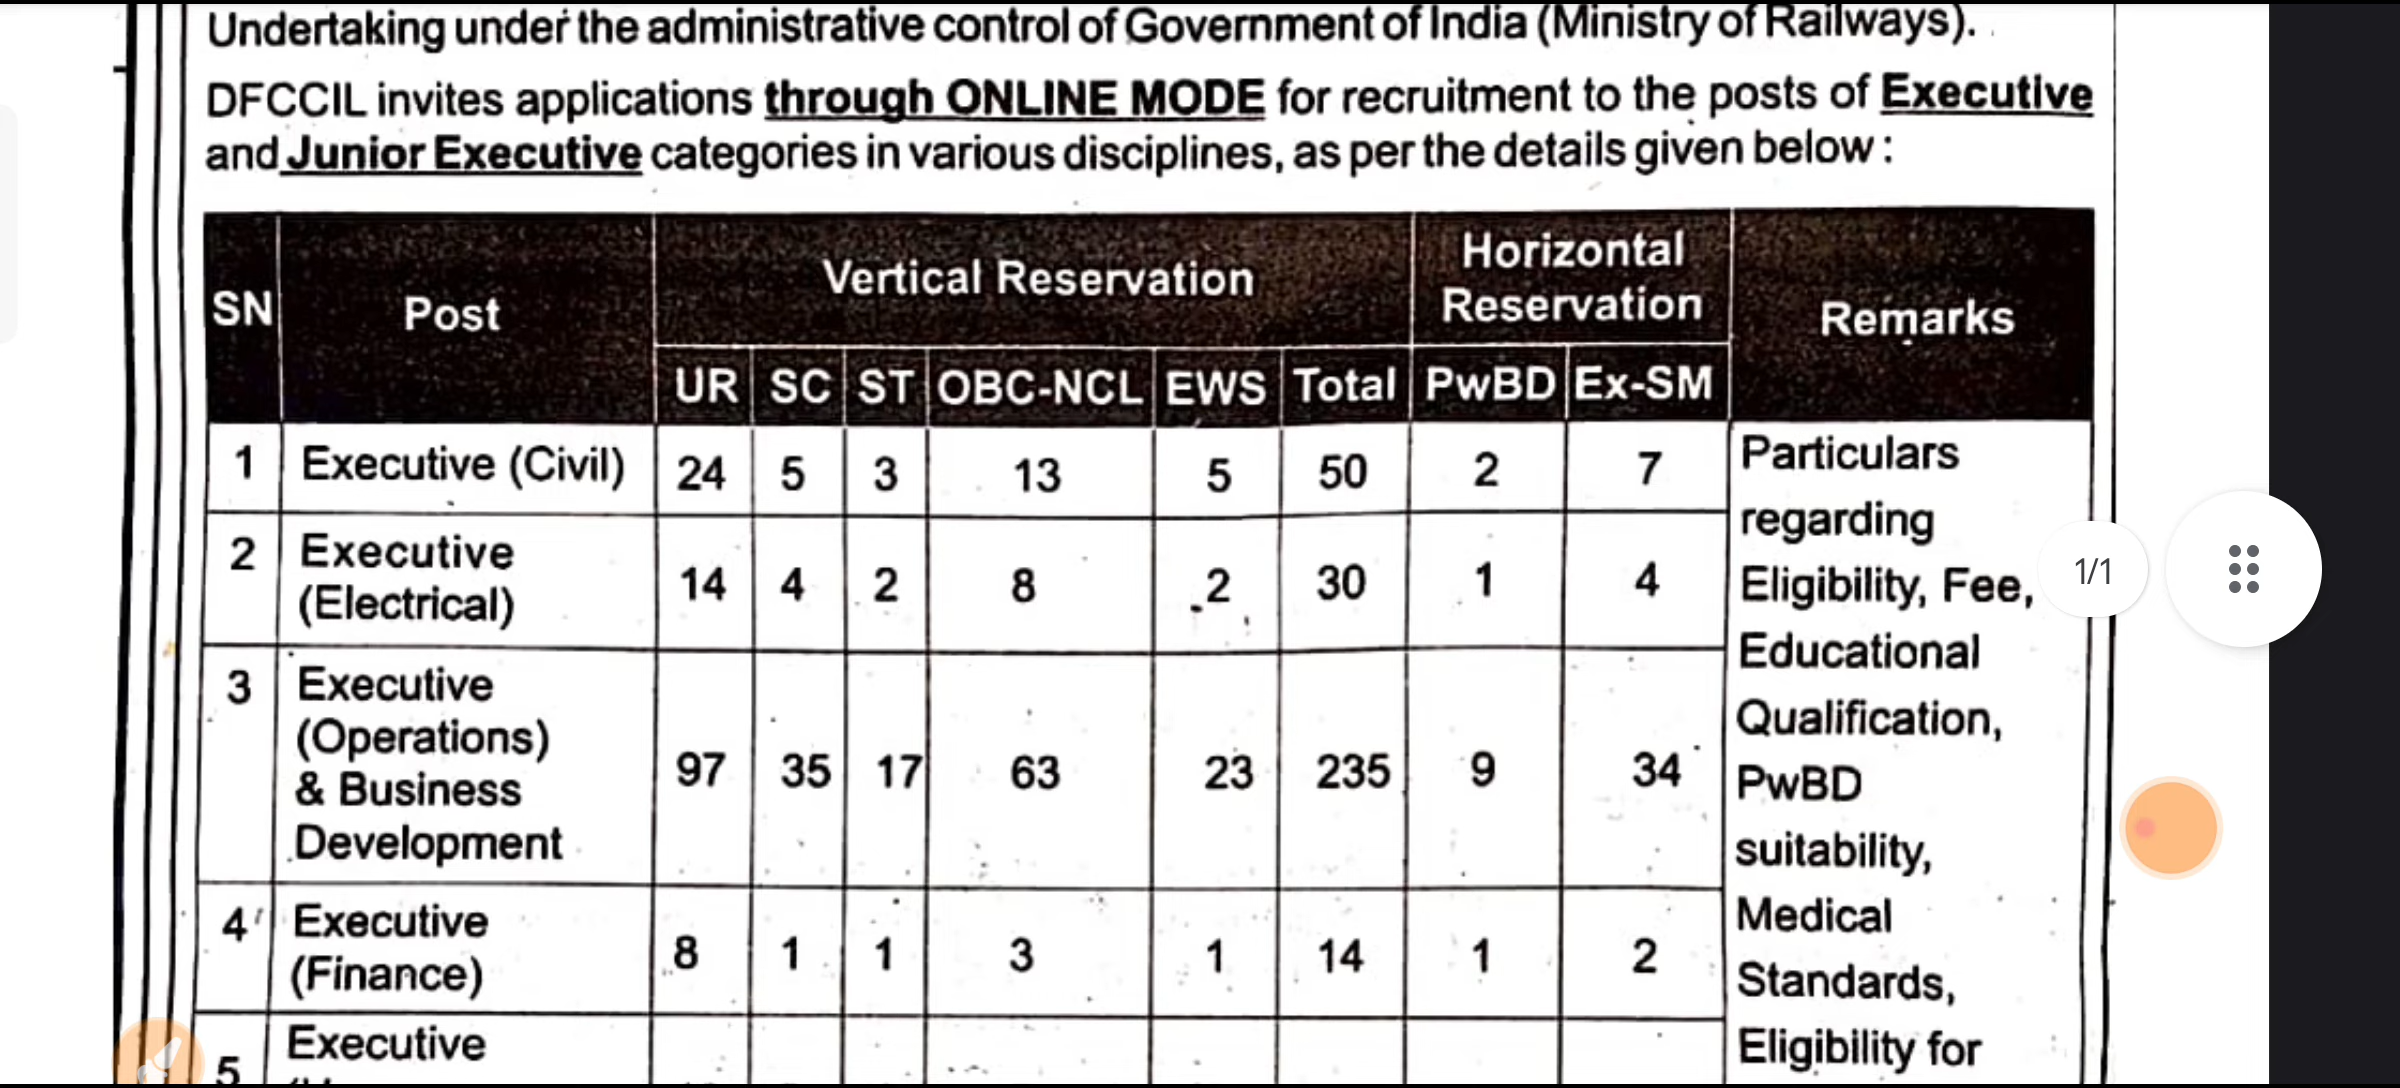 Undertaking under the administrative control of Government of India (Ministry of Railways).
DFCCIL invites applications through ONLINE MODE for recruitment to the posts of Executive
and Junior Executive categories in various disciplines, as per the details given below :
SN Post Vertical Reservation Horizontal Reservation Remarks
UR SC ST OBC-NCL EWS Total PwBD Ex-SM
1 Executive (Civil) 24 5 3 13 5 50 2 7
2 Executive
(Electrical) 14 4 2 8 2 30 1 4
3 Executive
(Operations)
& Business
Development 97 35 17 63 23 235 9 34
4 Executive
(Finance) 8 1 1 3 1 14 1 2
5 Executive
Particulars
regarding
Eligibility, Fee,
Educational
Qualification,
PwBD
suitability,
Medical
Standards,
Eligibility for
1/1